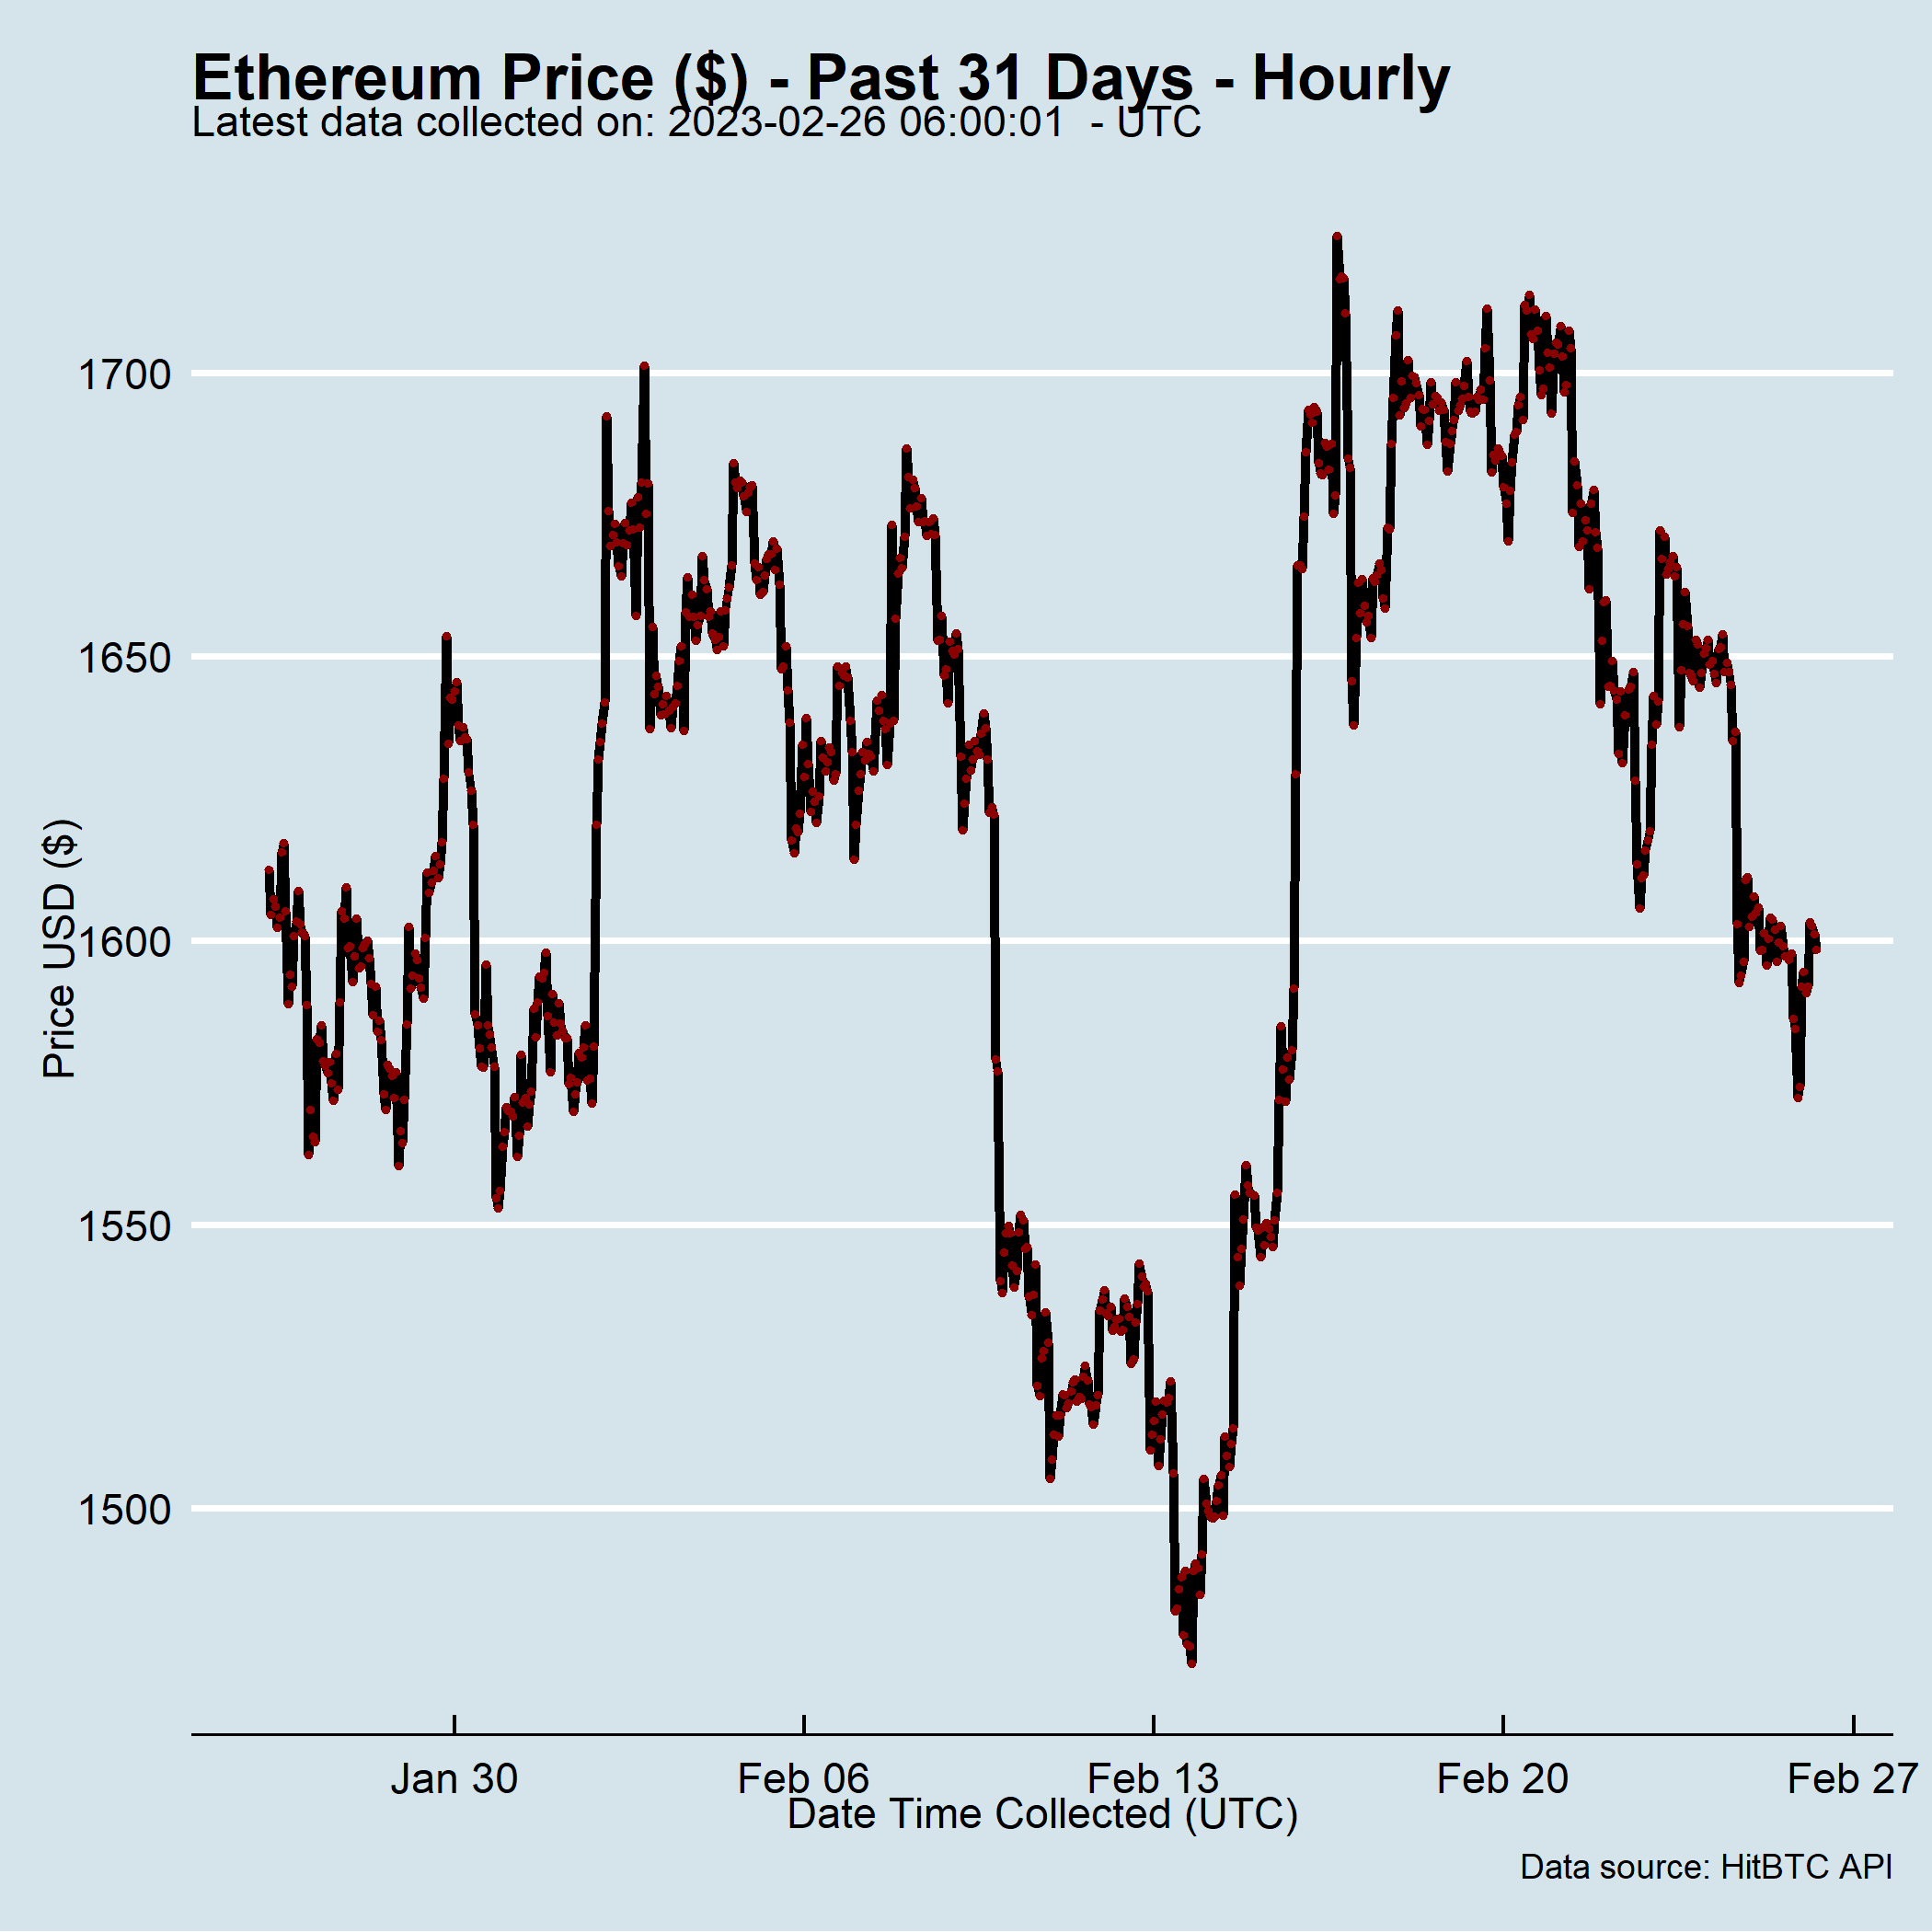 Ethereum Price ($) - Past 31 Days - Hourly
Latest data collected on: 2023-02-26 06:00:01  - UTC
Price USD ($)
1700
1650
1600
1550
1500
Jan 30
Feb 06
Feb 13
Feb 20
Feb 27
Date Time Collected (UTC)
Data source: HitBTC API